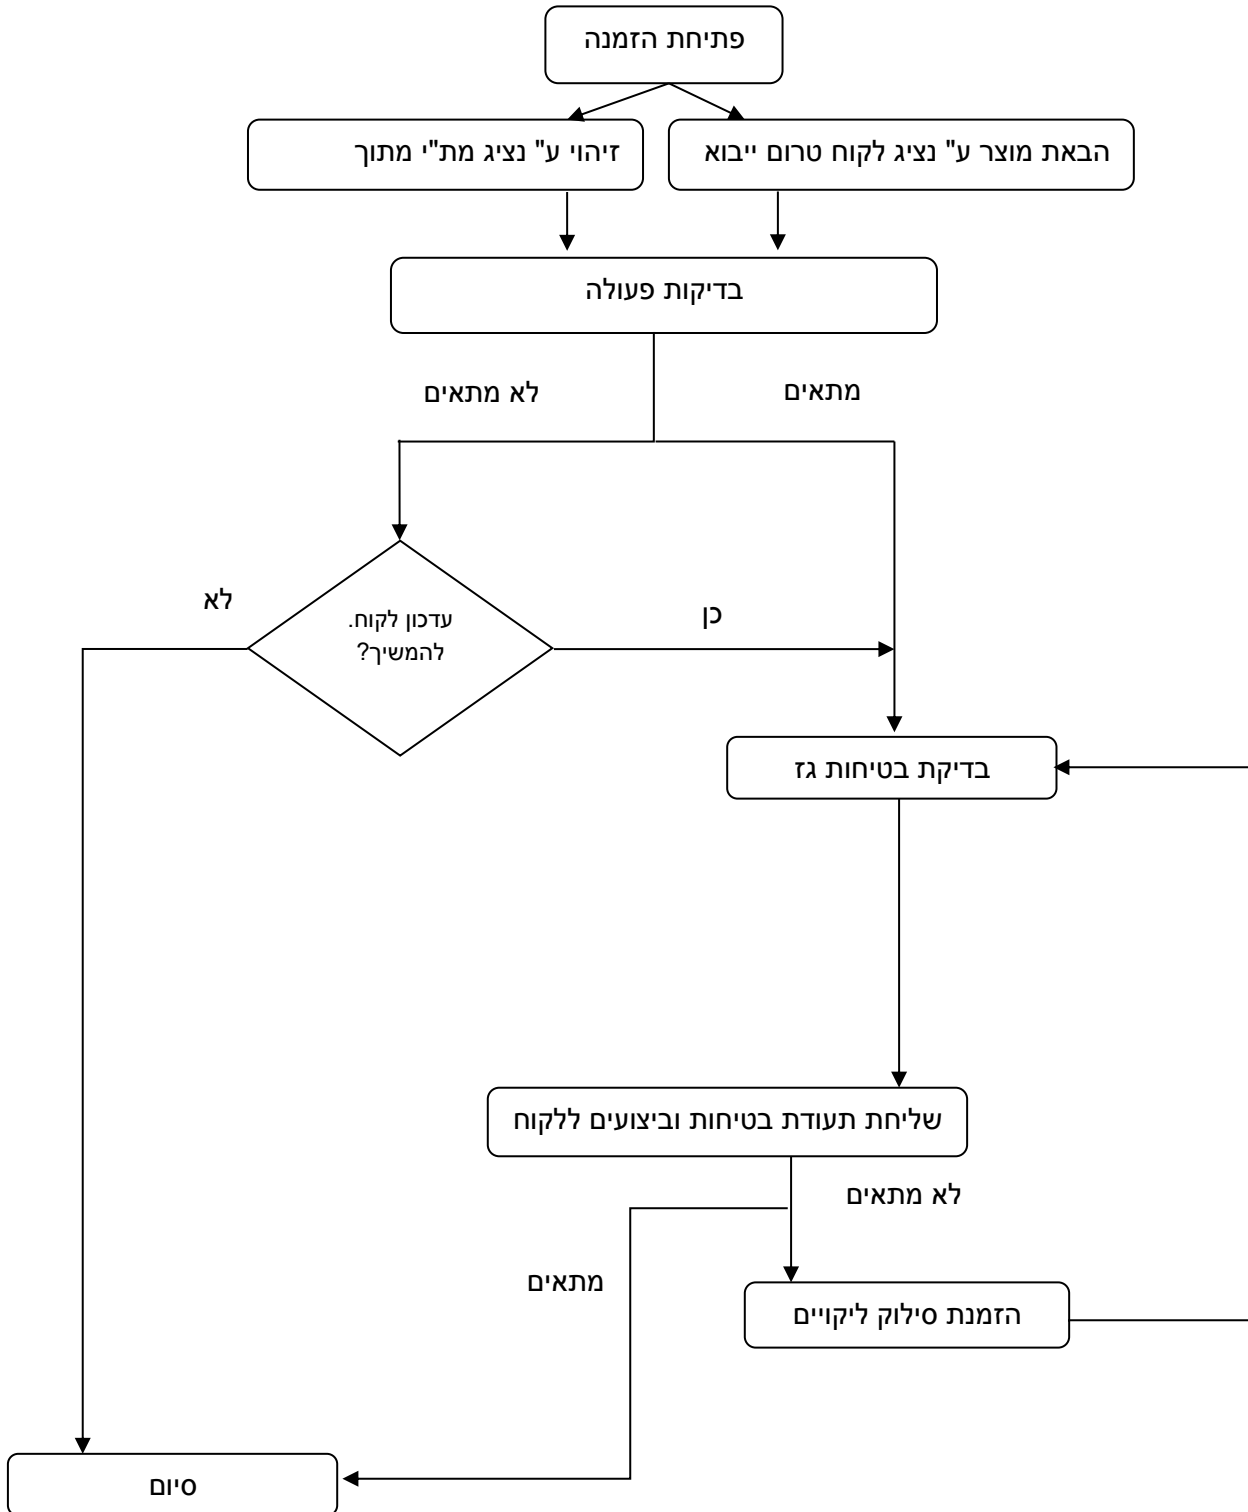 פתיחת הזמנה
הבאת מוצר ע" נציג לקוח טרום ייבוא
זיהוי ע" נציג מת"י מתוך
בדיקות פעולה
מתאים
לא מתאים
עדכון לקוח.
להמשיך?
כן
לא
בדיקת בטיחות גז
שליחת תעודת בטיחות וביצועים ללקוח
לא מתאים
מתאים
הזמנת סילוק ליקויים
סיום